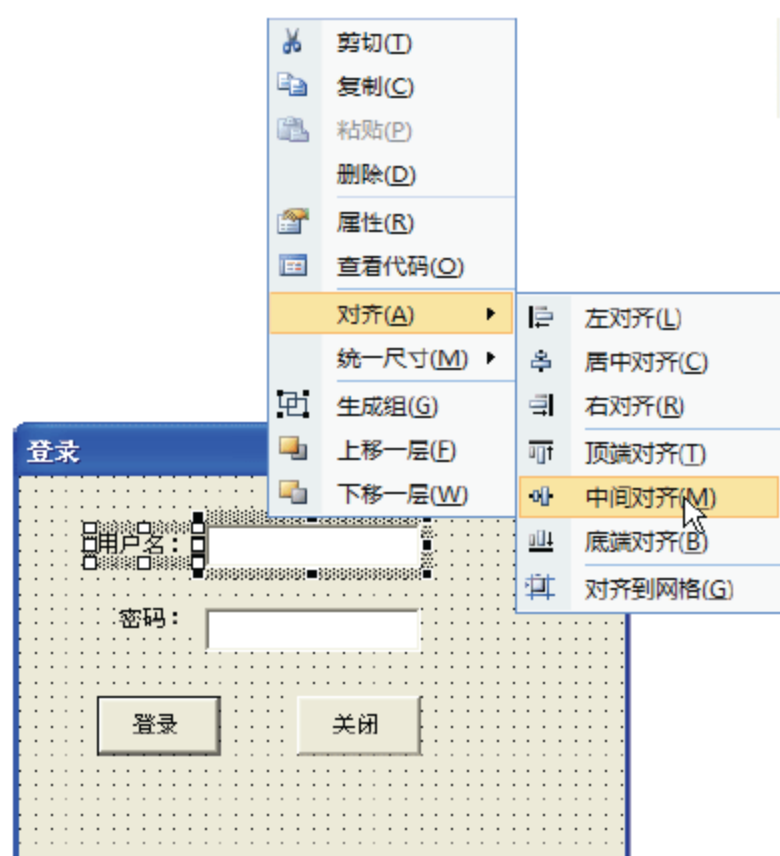 剪切(T)
复制(C)
粘贴(P)
删除(D)
属性(R)
查看代码(O)
对齐(A)
统一尺寸(M)
生成组(G)
上移一层(F)
下移一层(W)
左对齐(L)
居中对齐(C)
右对齐(R)
顶端对齐(T)
中间对齐(M)
底端对齐(B)
对齐到网格(G)
登录
用户名：
密码：
登录
关闭